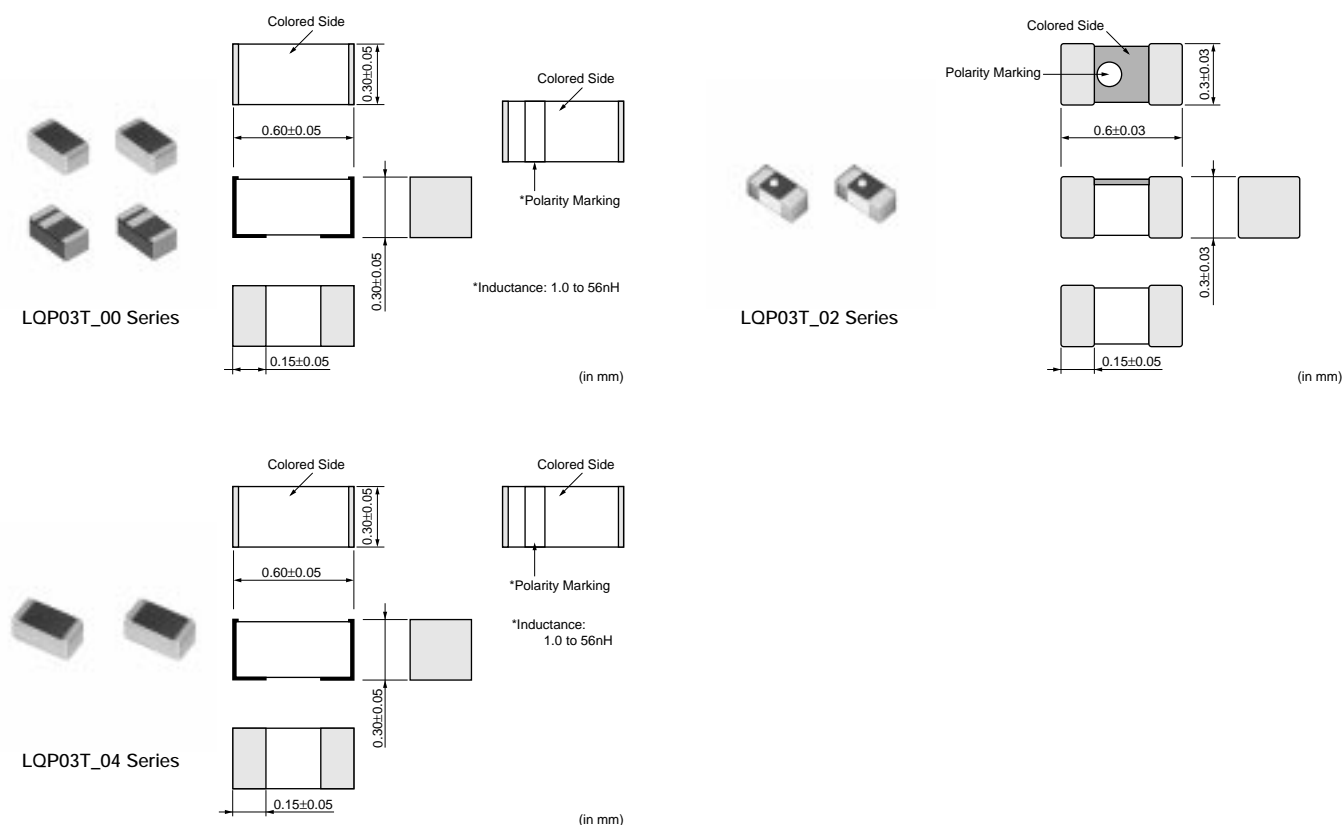 Colored Side
0.30±0.05
0.60±0.05
Colored Side
*Polarity Marking
0.30±0.05
*Inductance: 1.0 to 56nH
0.15±0.05
LQP03T_00 Series
(in mm)
Colored Side
Polarity Marking
0.3±0.03
0.6±0.03
0.3±0.03
0.15±0.05
LQP03T_02 Series
(in mm)
Colored Side
0.30±0.05
0.60±0.05
Colored Side
*Polarity Marking
0.30±0.05
*Inductance:
1.0 to 56nH
0.15±0.05
LQP03T_04 Series
(in mm)